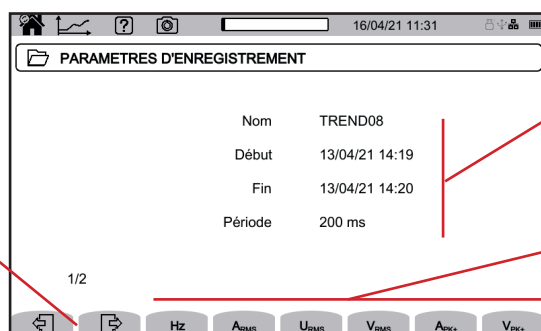 ? 16/04/21 11:31
PARAMETRES D'ENREGISTREMENT
Nom TREND08
Début 13/04/21 14:19
Fin 13/04/21 14:20
Période 200 ms
1/2
Hz ARMS URMS VRMS APK+ VPK+